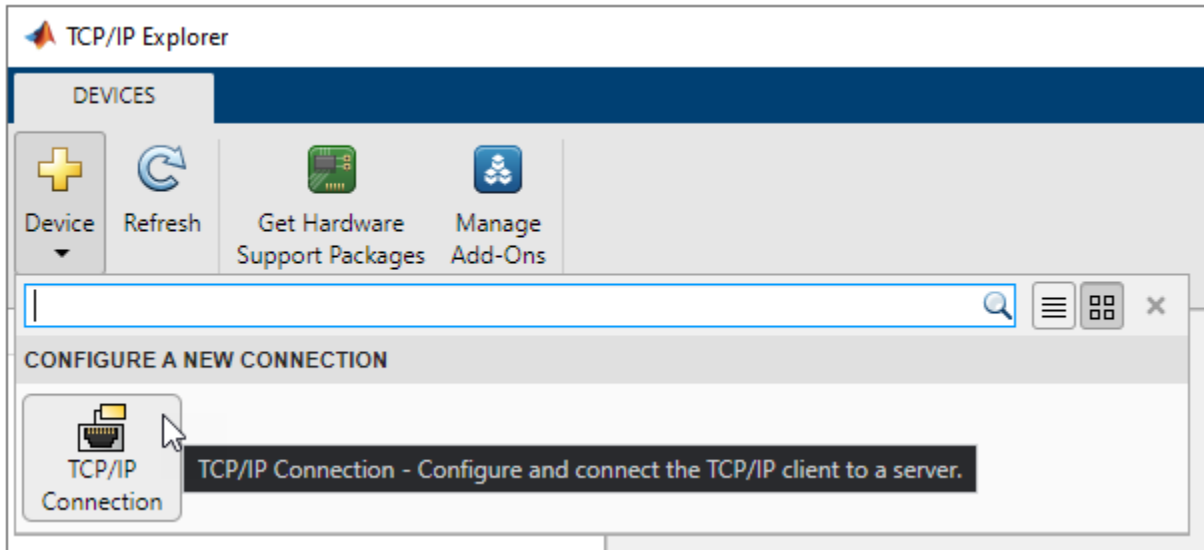 TCP/IP Explorer
DEVICES
Device
Refresh
Get Hardware
Support Packages
Manage
Add-Ons
CONFIGURE A NEW CONNECTION
TCP/IP
Connection
TCP/IP Connection - Configure and connect the TCP/IP client to a server.